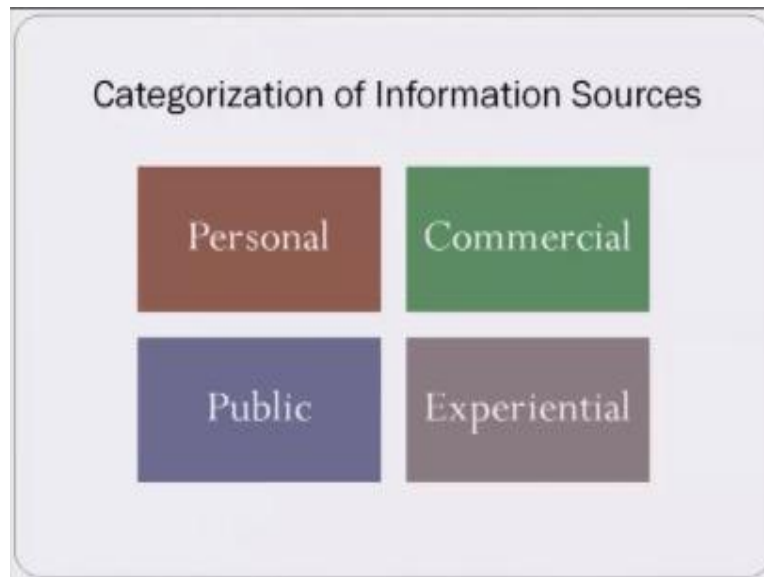 Categorization of Information Sources
Personal
Commercial
Public
Experiential